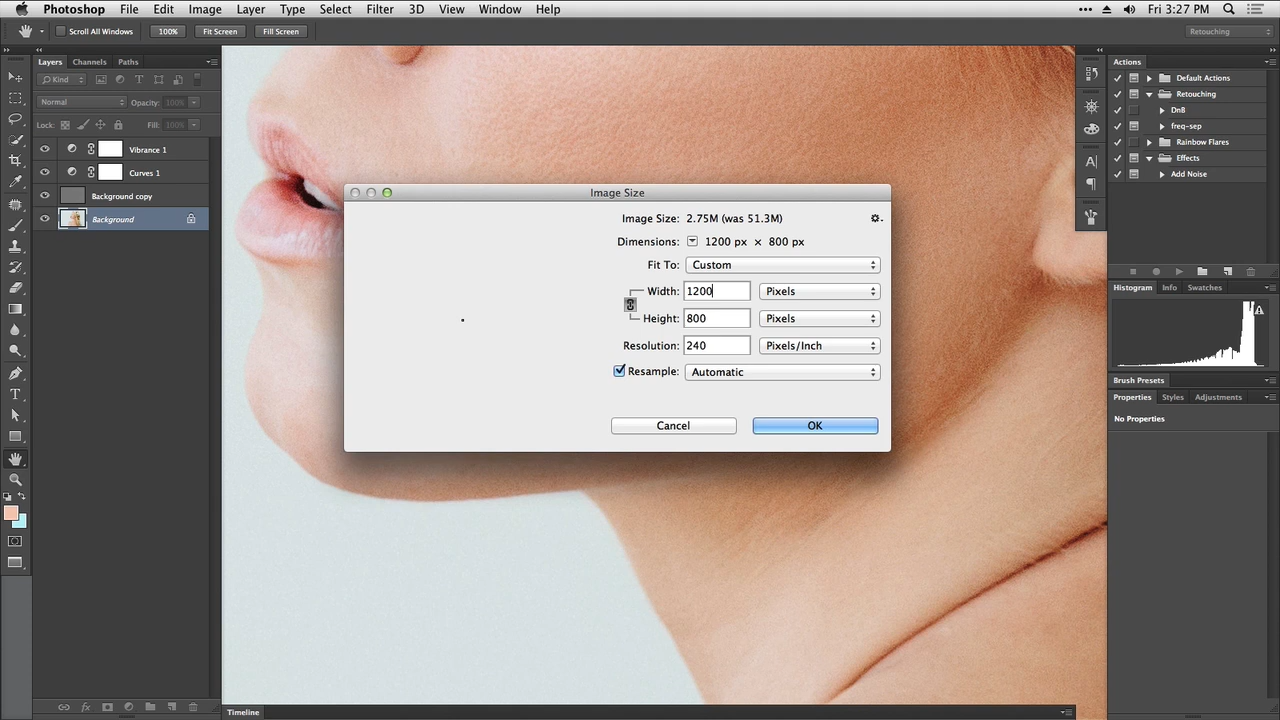 Photoshop File Edit Image Layer Type Select Filter 3D View Window Help Fri 3:27 PM
Scroll All Windows 100% Fit Screen Fill Screen Retouching
Layers Channels Paths
Kind
Normal Opacity: 100%
Lock: Fill: 100%
Vibrance 1
Curves 1
Background copy
Background
Image Size
Image Size: 2.75M (was 51.3M)
Dimensions: 1200 px × 800 px
Fit To: Custom
Width: 1200 Pixels
Height: 800 Pixels
Resolution: 240 Pixels/Inch
Resample: Automatic
Cancel OK
Actions
Default Actions
Retouching
DnB
freq-sep
Rainbow Flares
Effects
Add Noise
Histogram Info Swatches
Brush Presets
Properties Styles Adjustments
No Properties
fx
Timeline